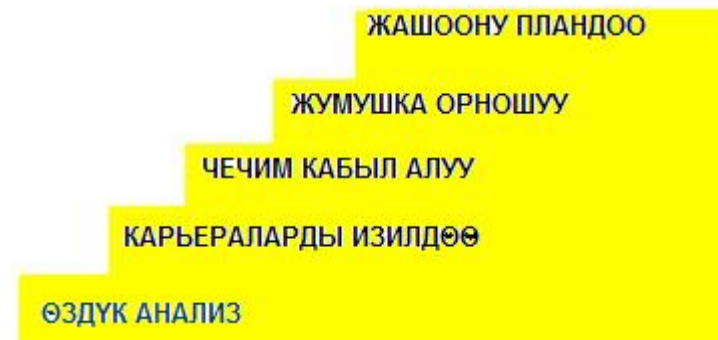 ЖАШООНУ ПЛАНДОО
ЖУМУШКА ОРНОШУУ
ЧЕЧИМ КАБЫЛ АЛУУ
КАРЬЕРАЛАРДЫ ИЗИЛДӨӨ
ӨЗДҮК АНАЛИЗ